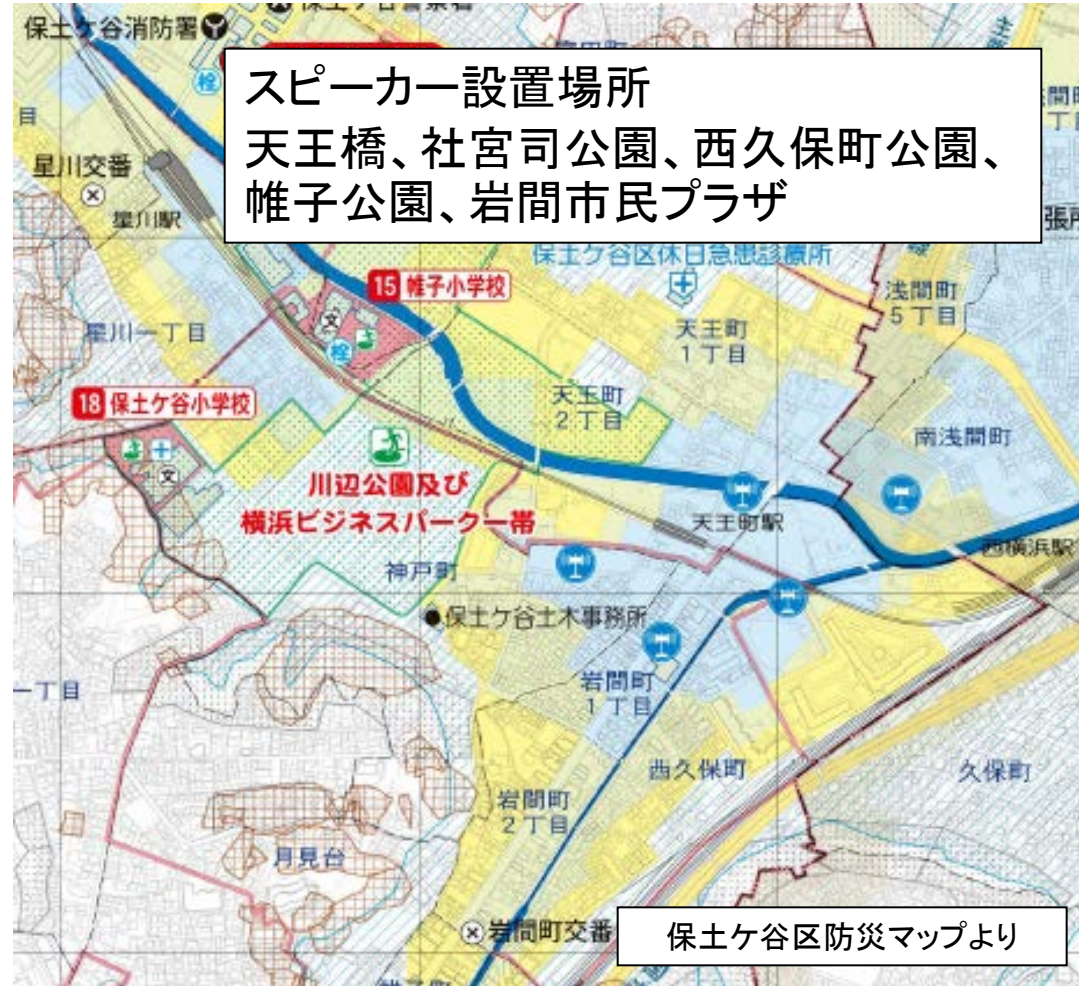 保土ケ谷消防署
スピーカー設置場所
天王橋、社宮司公園、西久保町公園、
帷子公園、岩間市民プラザ
栓
目
星川交番
星川駅
保土ケ谷区休日急患診療所
15 帷子小学校
文
栓
浅間町
5丁目
天王町
1丁目
星川一丁目
天王町
2丁目
18 保土ケ谷小学校
文
南浅間町
川辺公園及び
横浜ビジネスパーク一帯
天王町駅
西横浜駅
神戸町
保土ケ谷土木事務所
岩間町
1丁目
一丁目
西久保町
久保町
岩間町
2丁目
月見台
岩間町交番
保土ケ谷区防災マップより